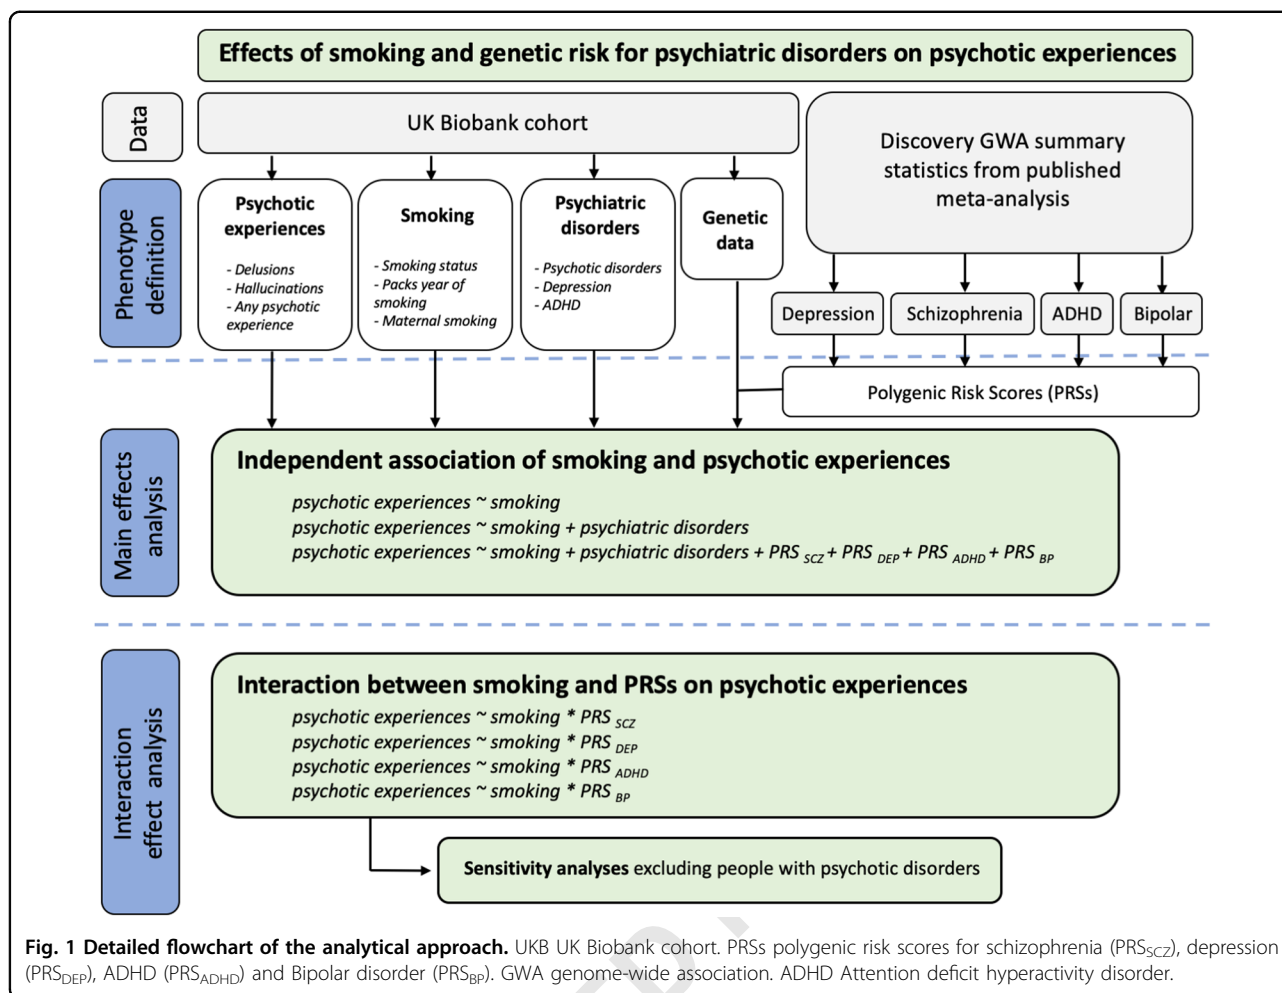 Effects of smoking and genetic risk for psychiatric disorders on psychotic experiences
Data
UK Biobank cohort
Discovery GWA summary
statistics from published
meta-analysis
Phenotype
definition
Psychotic
experiences
- Delusions
- Hallucinations
- Any psychotic
experience
Smoking
- Smoking status
- Packs year of
smoking
- Maternal smoking
Psychiatric
disorders
- Psychotic disorders
- Depression
- ADHD
Genetic
data
Depression
Schizophrenia
ADHD
Bipolar
Polygenic Risk Scores (PRSs)
Main effects
analysis
Independent association of smoking and psychotic experiences
psychotic experiences ~ smoking
psychotic experiences ~ smoking + psychiatric disorders
psychotic experiences ~ smoking + psychiatric disorders + PRS SCZ + PRS DEP + PRS ADHD + PRS BP
Interaction
effect analysis
Interaction between smoking and PRSs on psychotic experiences
psychotic experiences ~ smoking * PRS SCZ
psychotic experiences ~ smoking * PRS DEP
psychotic experiences ~ smoking * PRS ADHD
psychotic experiences ~ smoking * PRS BP
Sensitivity analyses excluding people with psychotic disorders
Fig. 1 Detailed flowchart of the analytical approach. UKB UK Biobank cohort. PRSs polygenic risk scores for schizophrenia (PRSSCZ), depression
(PRSDEP), ADHD (PRSADHD) and Bipolar disorder (PRSBP). GWA genome-wide association. ADHD Attention deficit hyperactivity disorder.